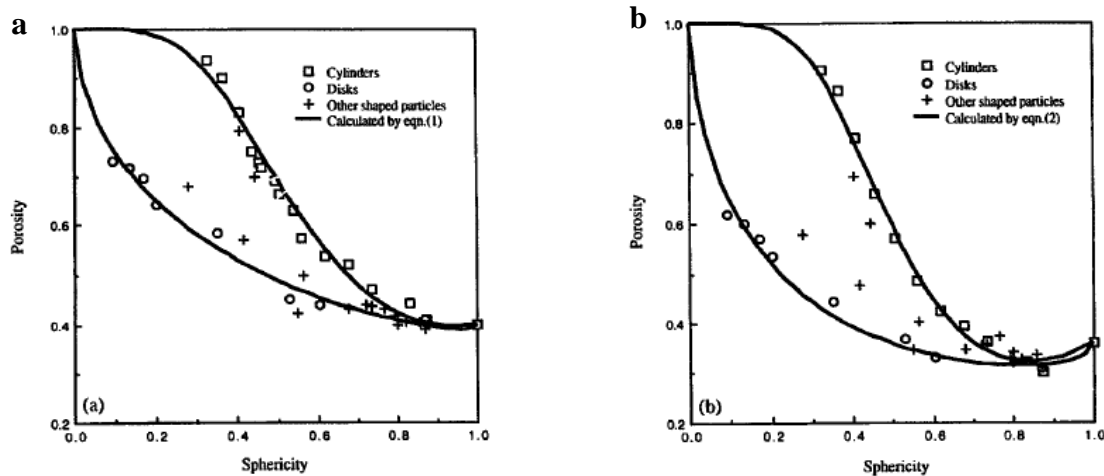 a
1.0
0.8
0.6
0.4
0.2
Porosity
Cylinders
Disks
Other shaped particles
Calculated by eqn.(1)
(a)
0.0 0.2 0.4 0.6 0.8 1.0
Sphericity
b
1.0
0.8
0.6
0.4
0.2
Porosity
Cylinders
Disks
Other shaped particles
Calculated by eqn.(2)
(b)
0.0 0.2 0.4 0.6 0.8 1.0
Sphericity